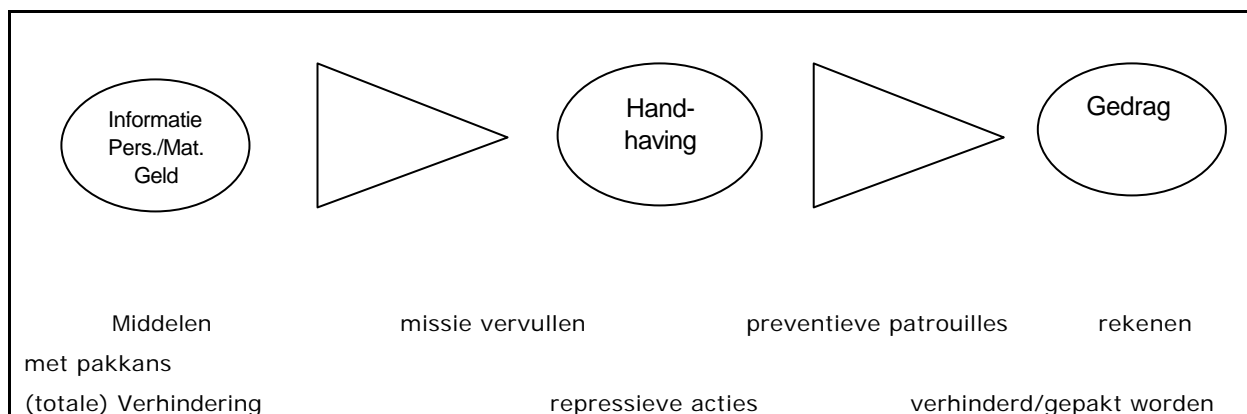 Informatie
Pers./Mat.
Geld
Hand-
having
Gedrag
Middelen missie vervullen preventieve patrouilles rekenen
met pakkans
(totale) Verhindering repressieve acties verhinderd/gepakt worden